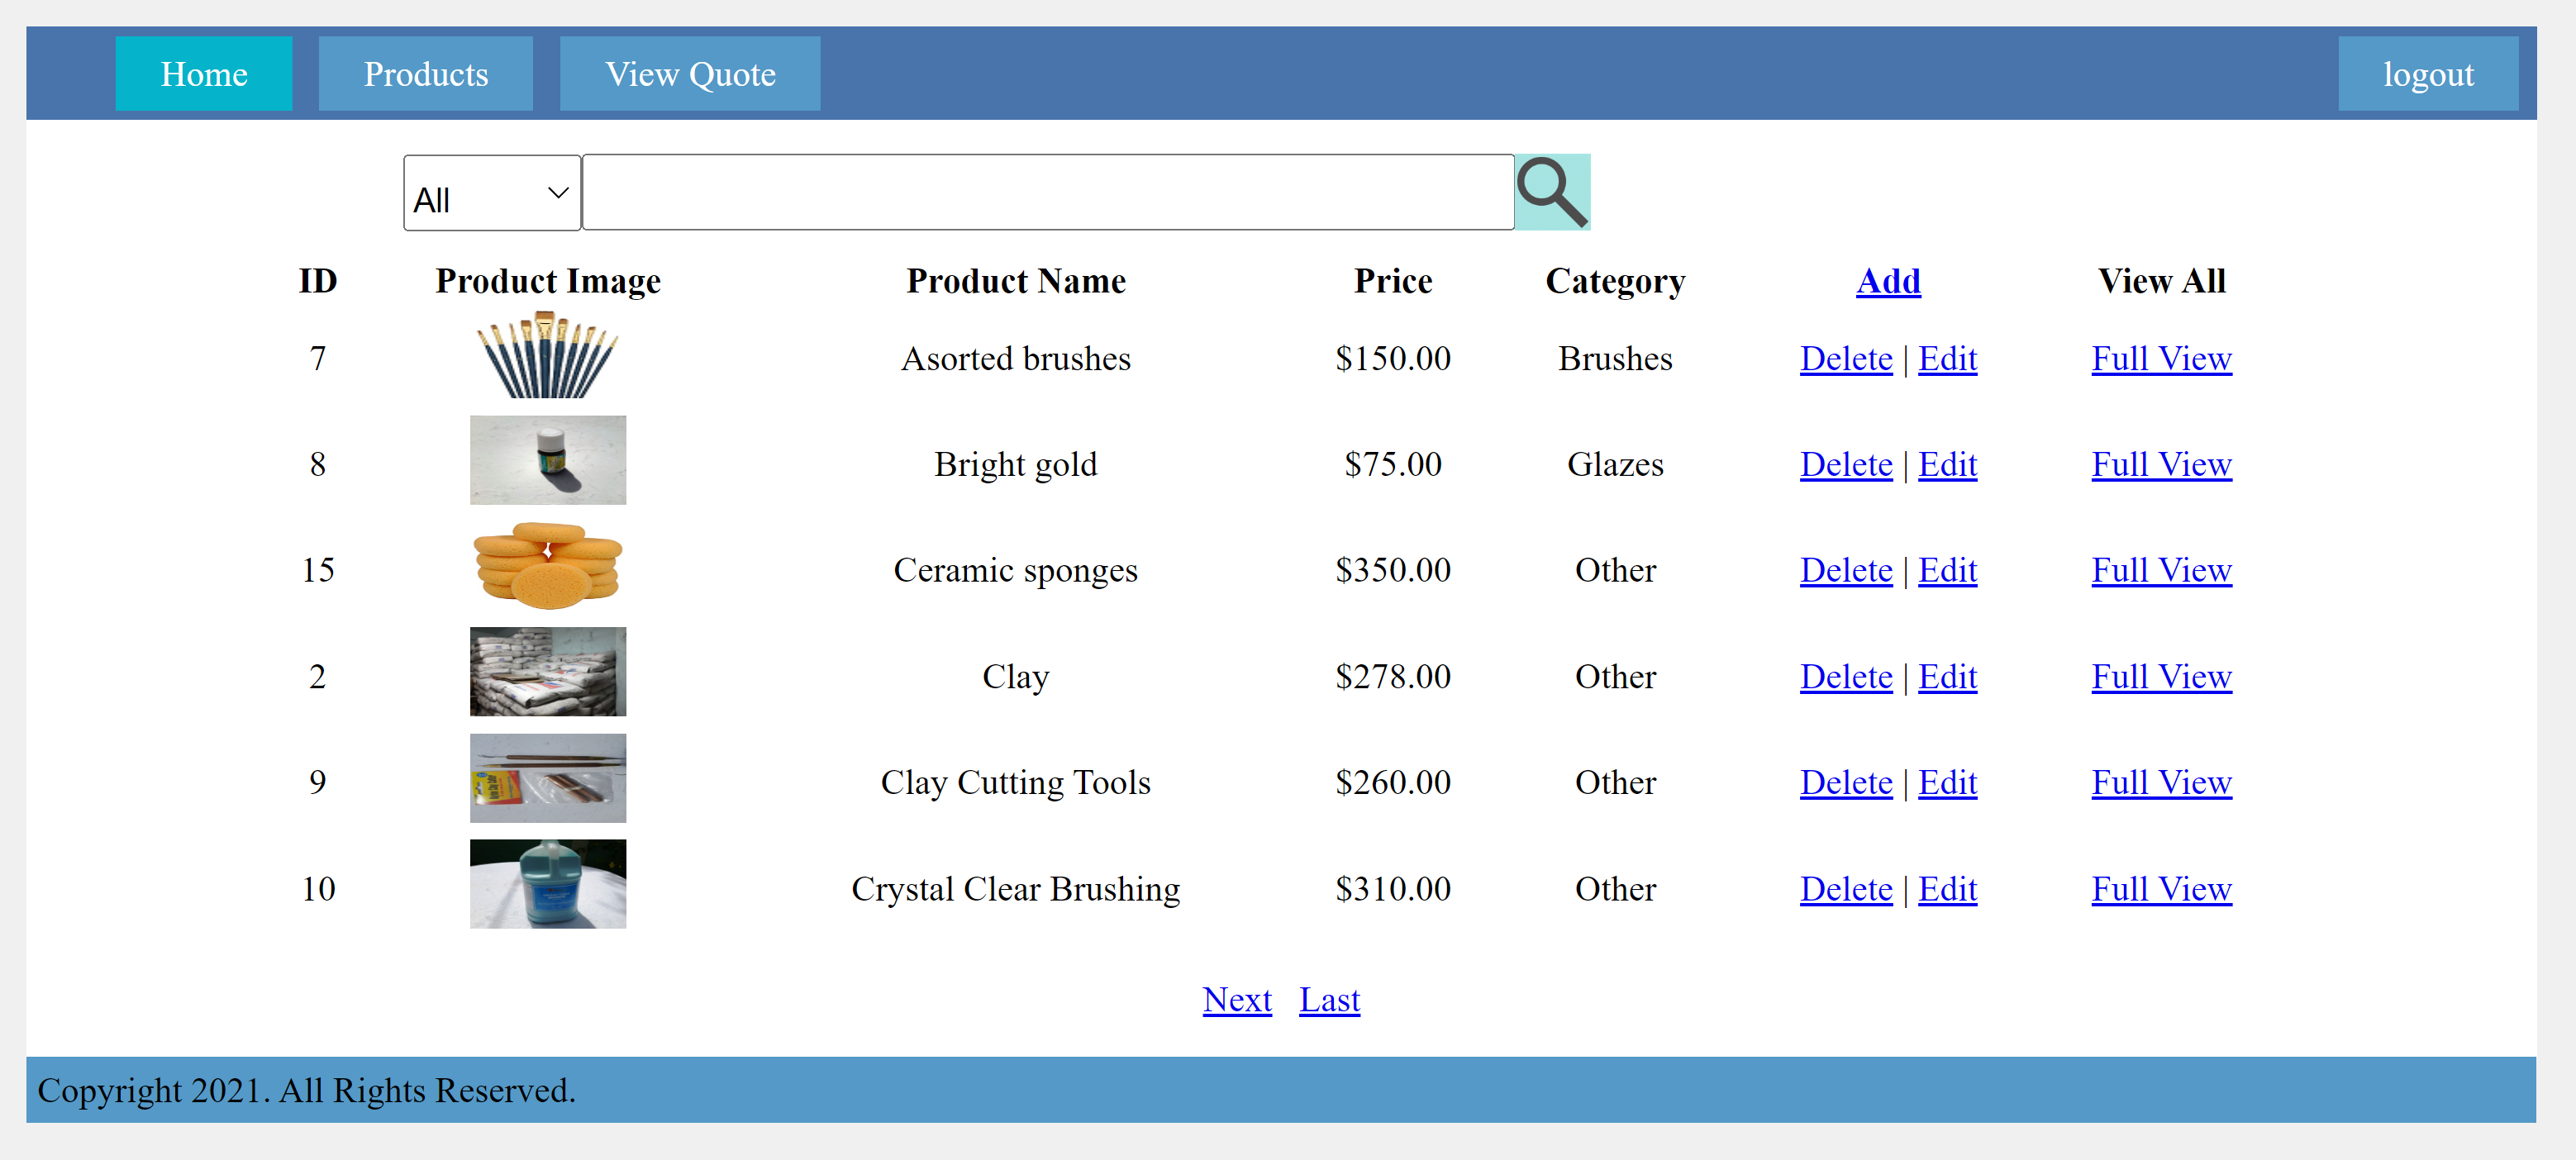 Home Products View Quote logout
All
ID Product Image Product Name Price Category Add View All
7 Asorted brushes $150.00 Brushes Delete | Edit Full View
8 Bright gold $75.00 Glazes Delete | Edit Full View
15 Ceramic sponges $350.00 Other Delete | Edit Full View
2 Clay $278.00 Other Delete | Edit Full View
9 Clay Cutting Tools $260.00 Other Delete | Edit Full View
10 Crystal Clear Brushing $310.00 Other Delete | Edit Full View
Next Last
Copyright 2021. All Rights Reserved.